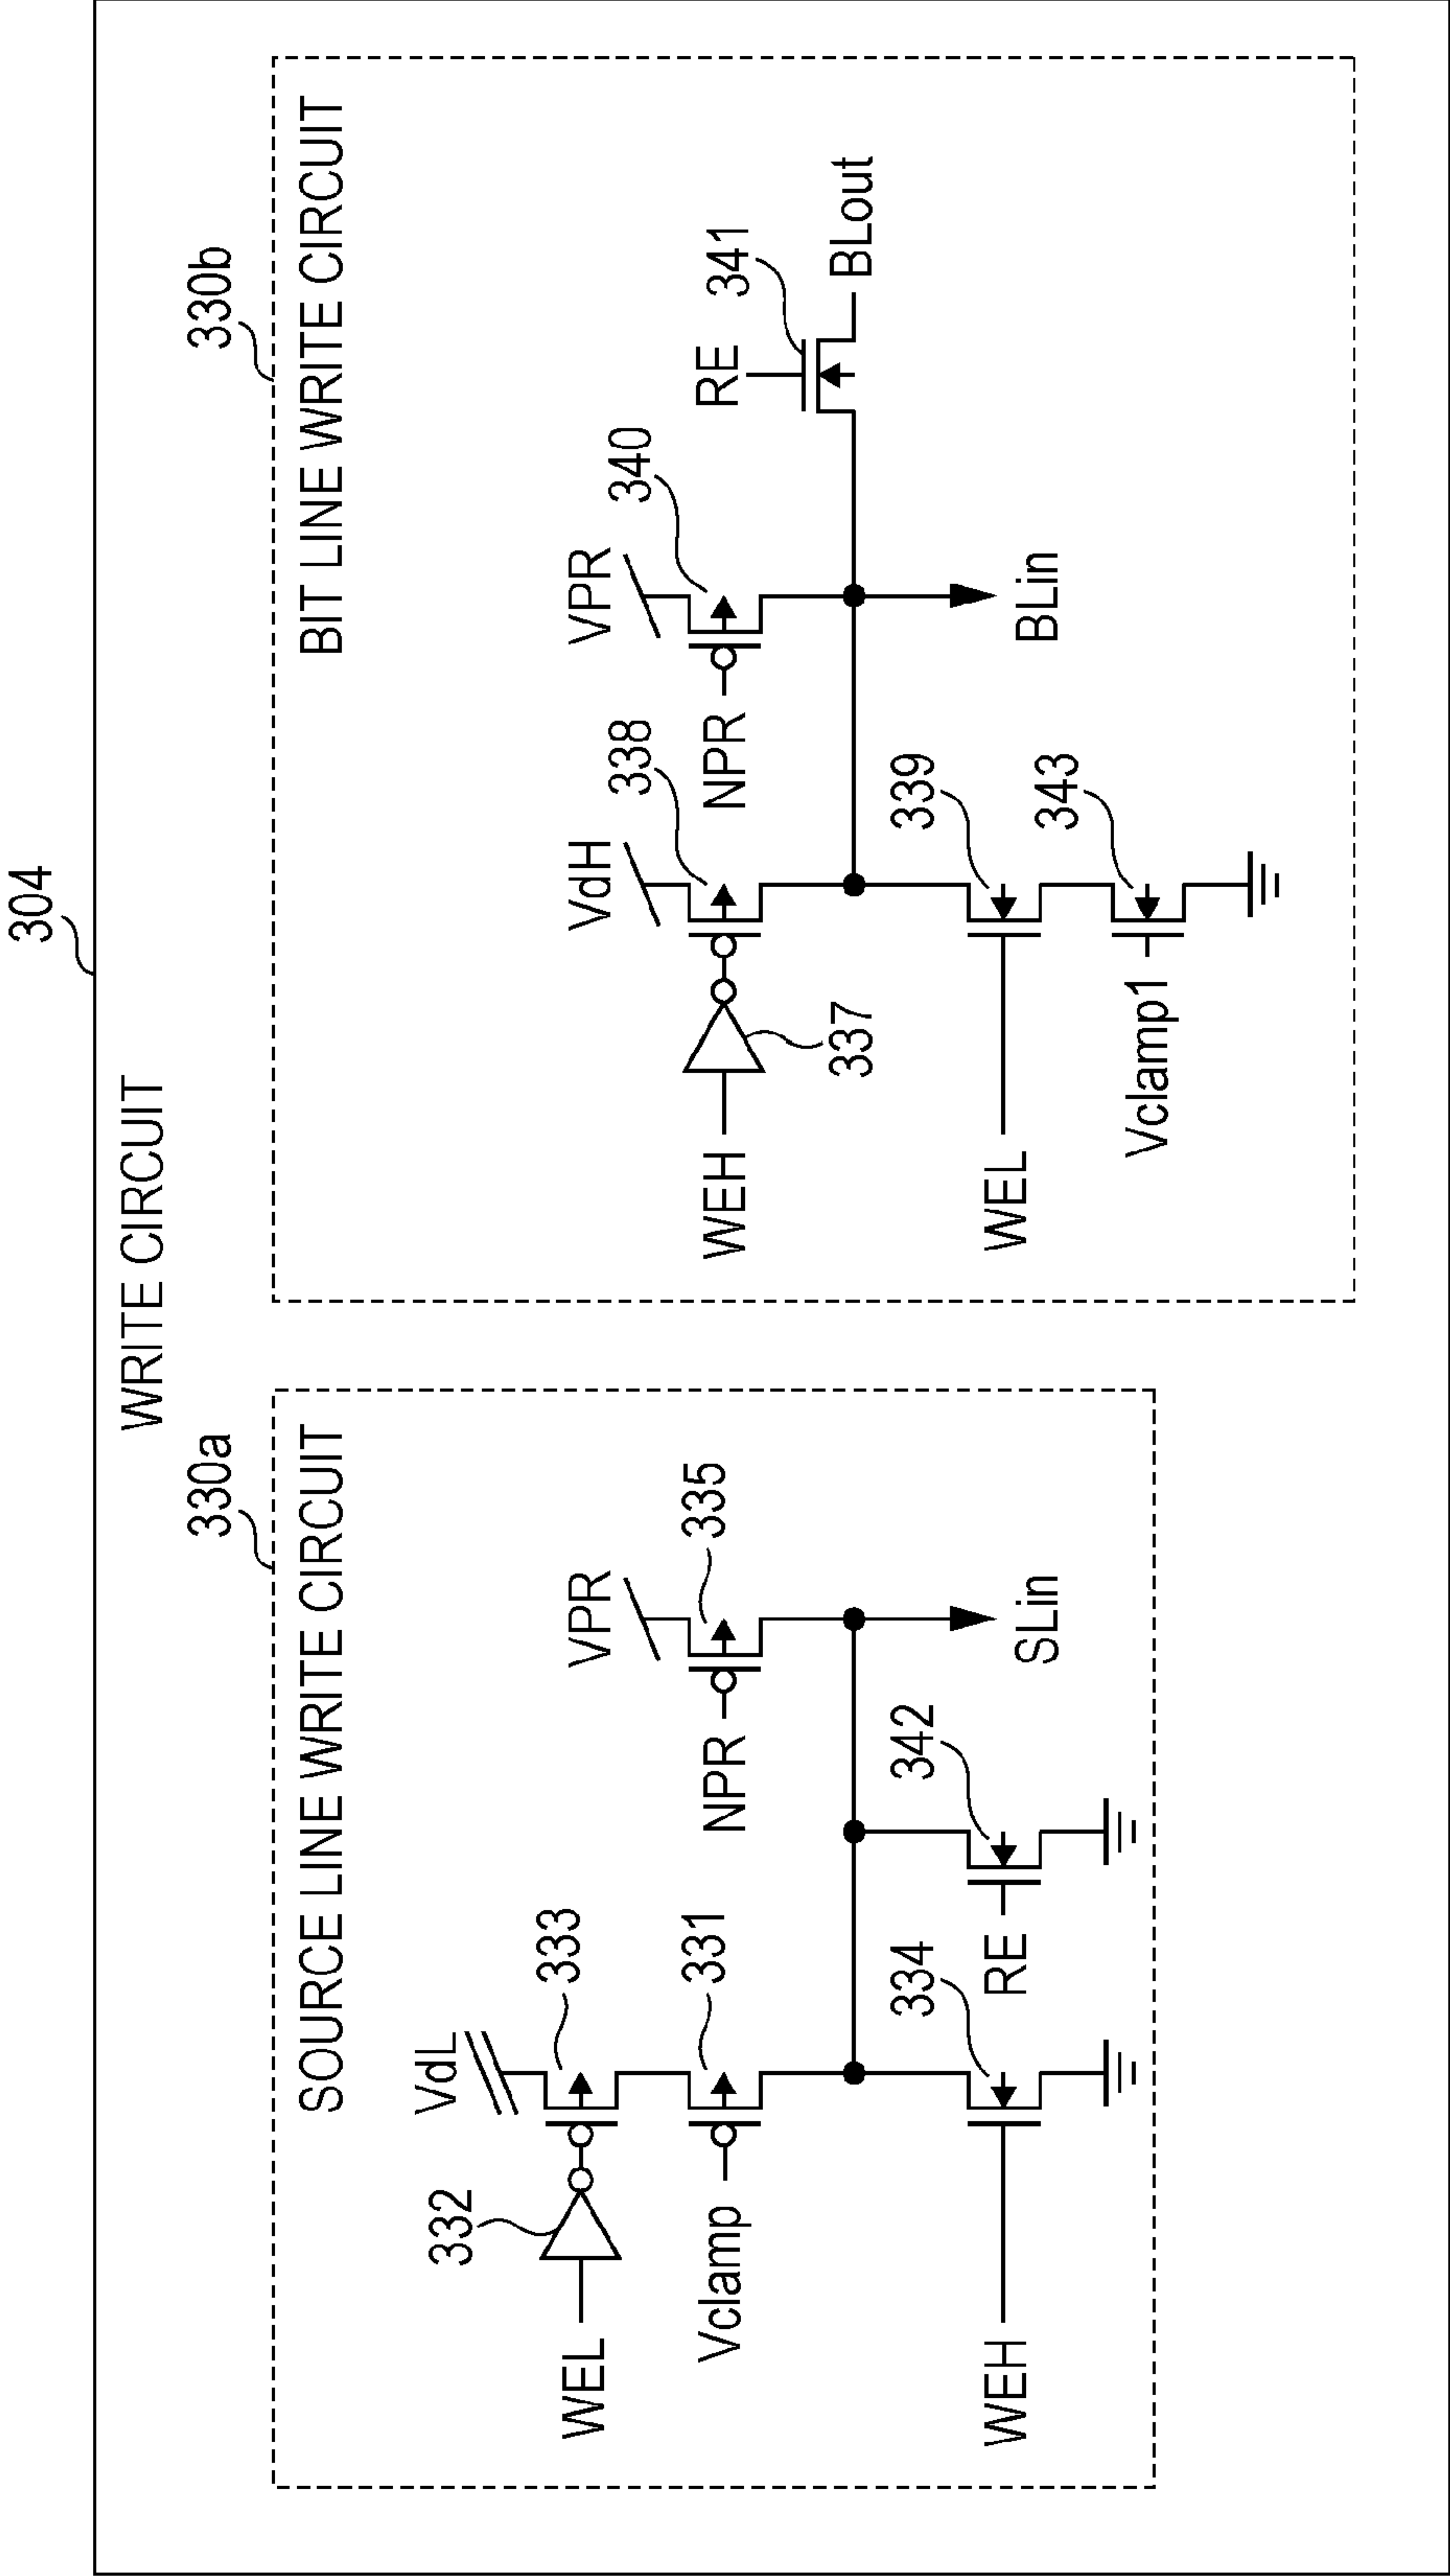 304
WRITE CIRCUIT
330a
SOURCE LINE WRITE CIRCUIT
VdL
333
332
WEL
VPR
335
331
Vclamp
NPR
334
342
RE
WEH
SLin
330b
BIT LINE WRITE CIRCUIT
VdH
338
VPR
340
RE
341
WEH
337
NPR
BLout
339
WEL
BLin
343
Vclamp1